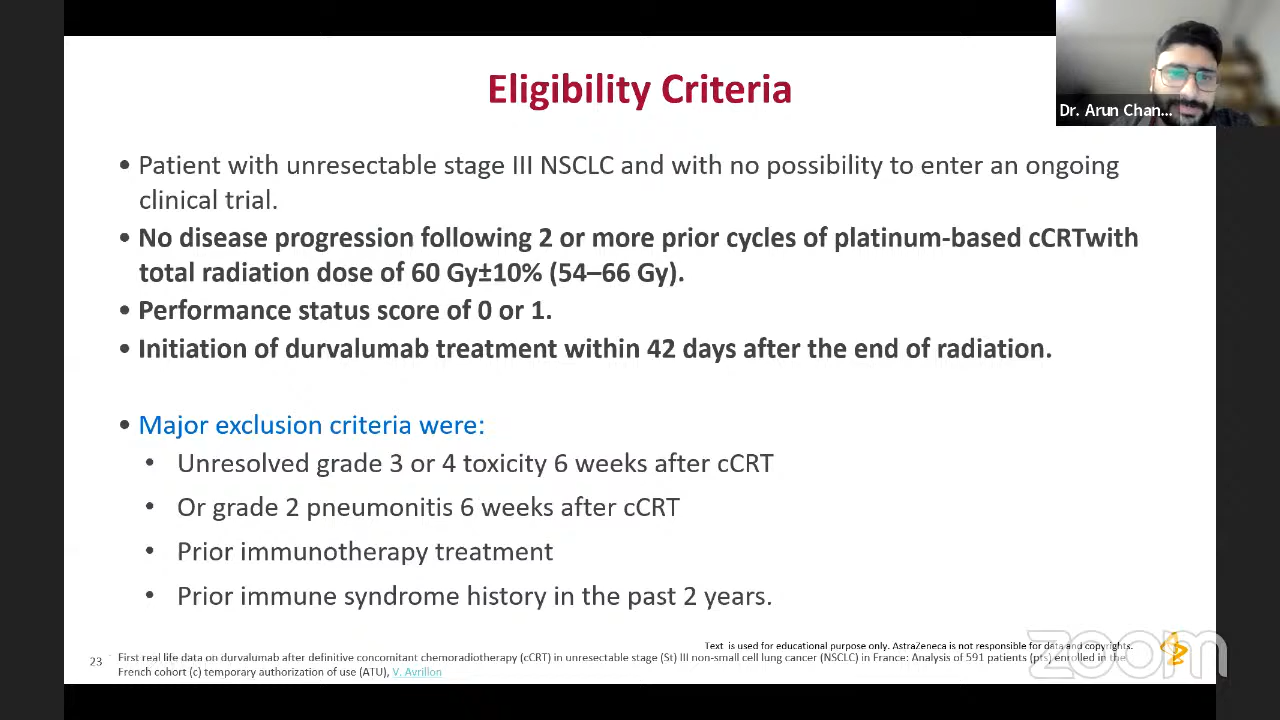 Eligibility Criteria
Dr. Arun Chan...
• Patient with unresectable stage III NSCLC and with no possibility to enter an ongoing
clinical trial.
• No disease progression following 2 or more prior cycles of platinum-based cCRTwith
total radiation dose of 60 Gy±10% (54–66 Gy).
• Performance status score of 0 or 1.
• Initiation of durvalumab treatment within 42 days after the end of radiation.
• Major exclusion criteria were:
• Unresolved grade 3 or 4 toxicity 6 weeks after cCRT
• Or grade 2 pneumonitis 6 weeks after cCRT
• Prior immunotherapy treatment
• Prior immune syndrome history in the past 2 years.
Text is used for educational purpose only. AstraZeneca is not responsible for data and copyrights.
23
First real life data on durvalumab after definitive concomitant chemoradiotherapy (cCRT) in unresectable stage (St) III non-small cell lung cancer (NSCLC) in France: Analysis of 591 patients (pts) enrolled in the
French cohort (c) temporary authorization of use (ATU), V. Avrillon
zoom